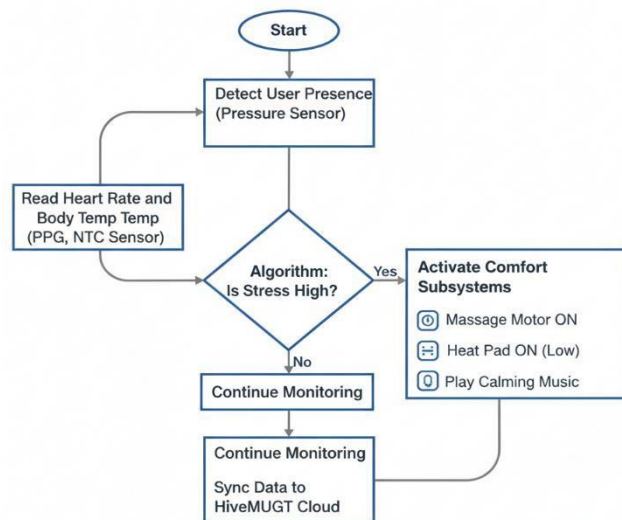 Start
Detect User Presence
(Pressure Sensor)
Read Heart Rate and
Body Temp Temp
(PPG, NTC Sensor)
Algorithm:
Is Stress High?
Yes
Activate Comfort
Subsystems
Massage Motor ON
Heat Pad ON (Low)
Play Calming Music
No
Continue Monitoring
Continue Monitoring
Sync Data to
HiveMUGT Cloud